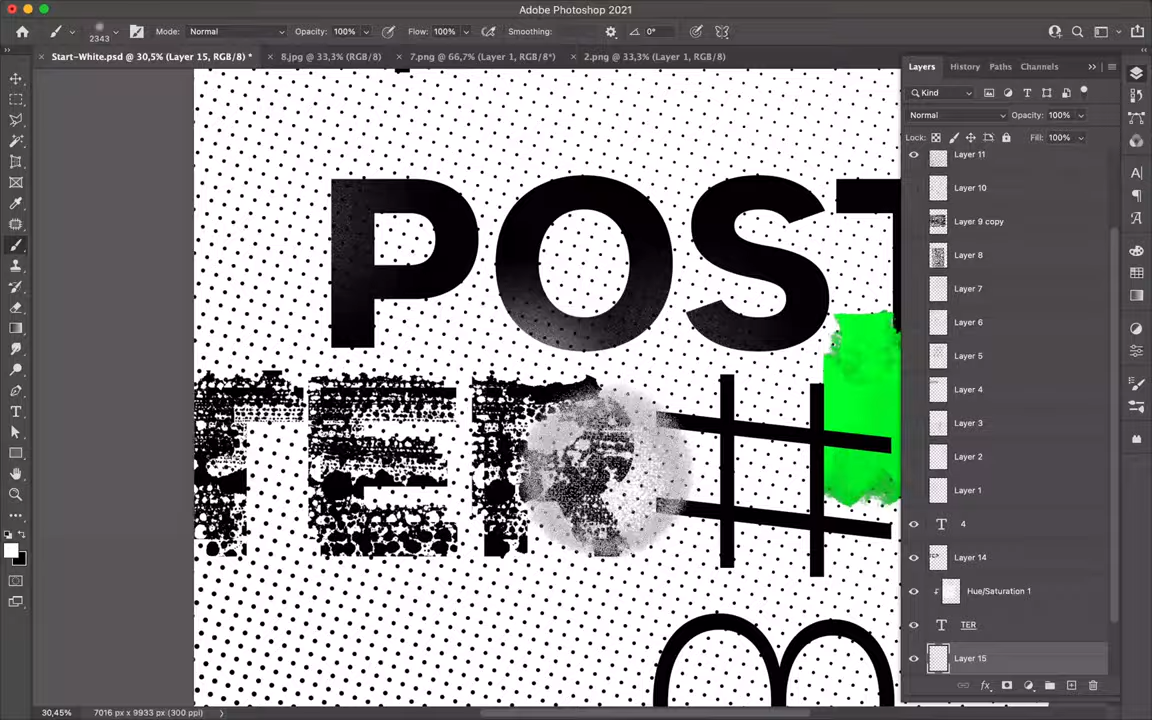 Adobe Photoshop 2021
2343 Mode: Normal Opacity: 100% Flow: 100% Smoothing: 0°
Start-White.psd @ 30,5% (Layer 15, RGB/8) * 8.jpg @ 33,3% (RGB/8) 7.png @ 66,7% (Layer 1, RGB/8*) 2.png @ 33,3% (Layer 1, RGB/8)
Layers History Paths Channels
Kind
Normal Opacity: 100%
Lock: Fill: 100%
Layer 11
Layer 10
Layer 9 copy
Layer 8
Layer 7
Layer 6
Layer 5
Layer 4
Layer 3
Layer 2
Layer 1
4
Layer 14
Hue/Saturation 1
TER
Layer 15
POST
TER#
30,45% 7016 px x 9933 px (300 ppi)